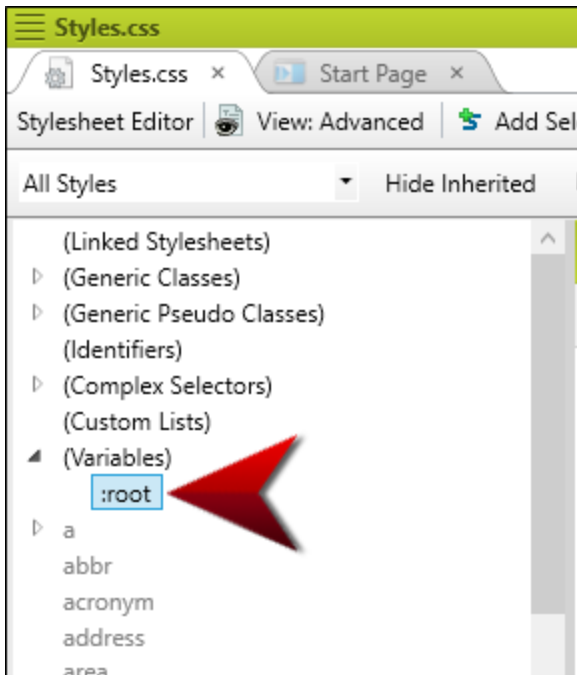 Styles.css
Styles.css × Start Page ×
Stylesheet Editor View: Advanced Add Sel
All Styles Hide Inherited
(Linked Stylesheets)
(Generic Classes)
(Generic Pseudo Classes)
(Identifiers)
(Complex Selectors)
(Custom Lists)
(Variables)
:root
a
abbr
acronym
address
area